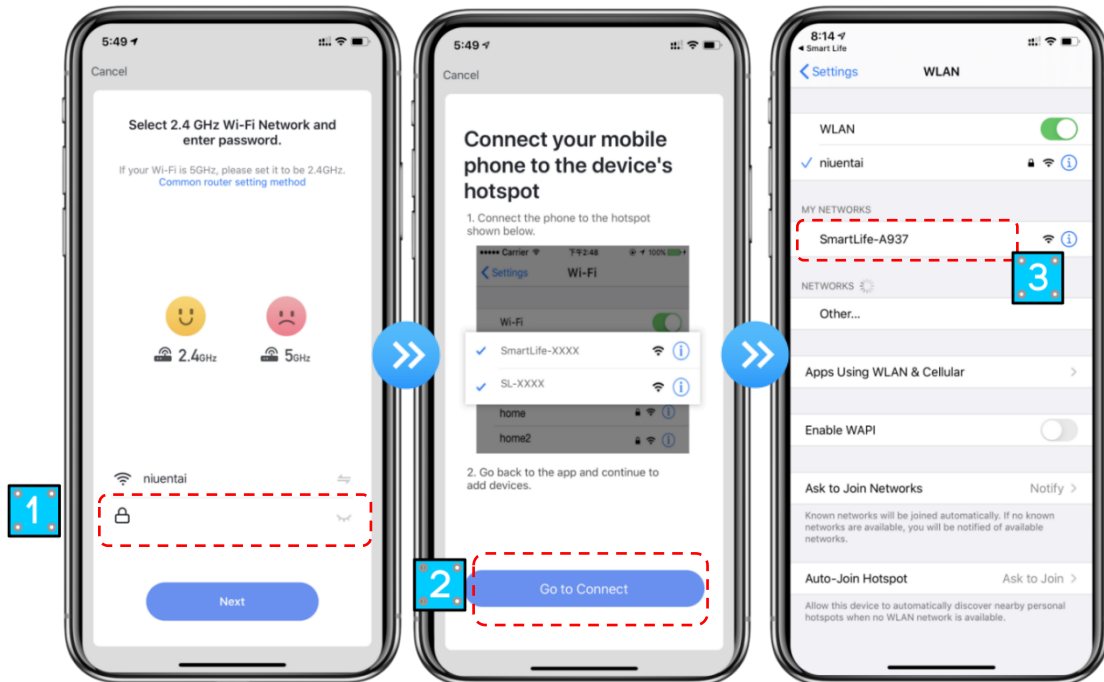 5:49
Cancel
Select 2.4 GHz Wi-Fi Network and
enter password.
If your Wi-Fi is 5GHz, please set it to be 2.4GHz.
Common router setting method
2.4GHz
5GHz
niuentai
1
Next
5:49
Cancel
Connect your mobile
phone to the device's
hotspot
1. Connect the phone to the hotspot
shown below.
Carrier 下午2:48 100%
Settings Wi-Fi
Wi-Fi
SmartLife-XXXX
SL-XXXX
home
home2
2. Go back to the app and continue to
add devices.
2
Go to Connect
8:14
Smart Life
Settings WLAN
WLAN
niuentai
MY NETWORKS
SmartLife-A937
3
NETWORKS
Other...
Apps Using WLAN & Cellular
Enable WAPI
Ask to Join Networks Notify
Known networks will be joined automatically. If no known
networks are available, you will be notified of available
networks.
Auto-Join Hotspot Ask to Join
Allow this device to automatically discover nearby personal
hotspots when no WLAN network is available.